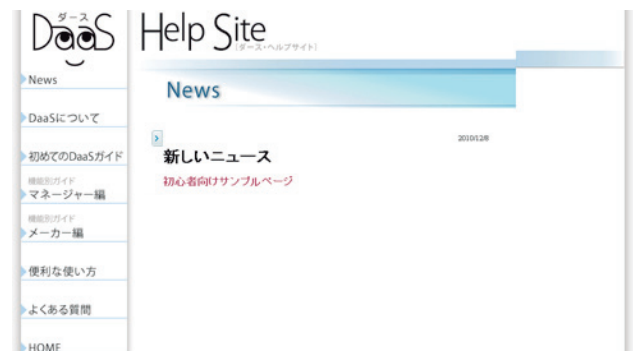 ダース
DaaS
Help Site
[ダース・ヘルプサイト]
News
DaaSについて
初めてのDaaSガイド
機能別ガイド
マネージャー編
機能別ガイド
メーカー編
便利な使い方
よくある質問
HOME
News
2010/12/8
新しいニュース
初心者向けサンプルページ